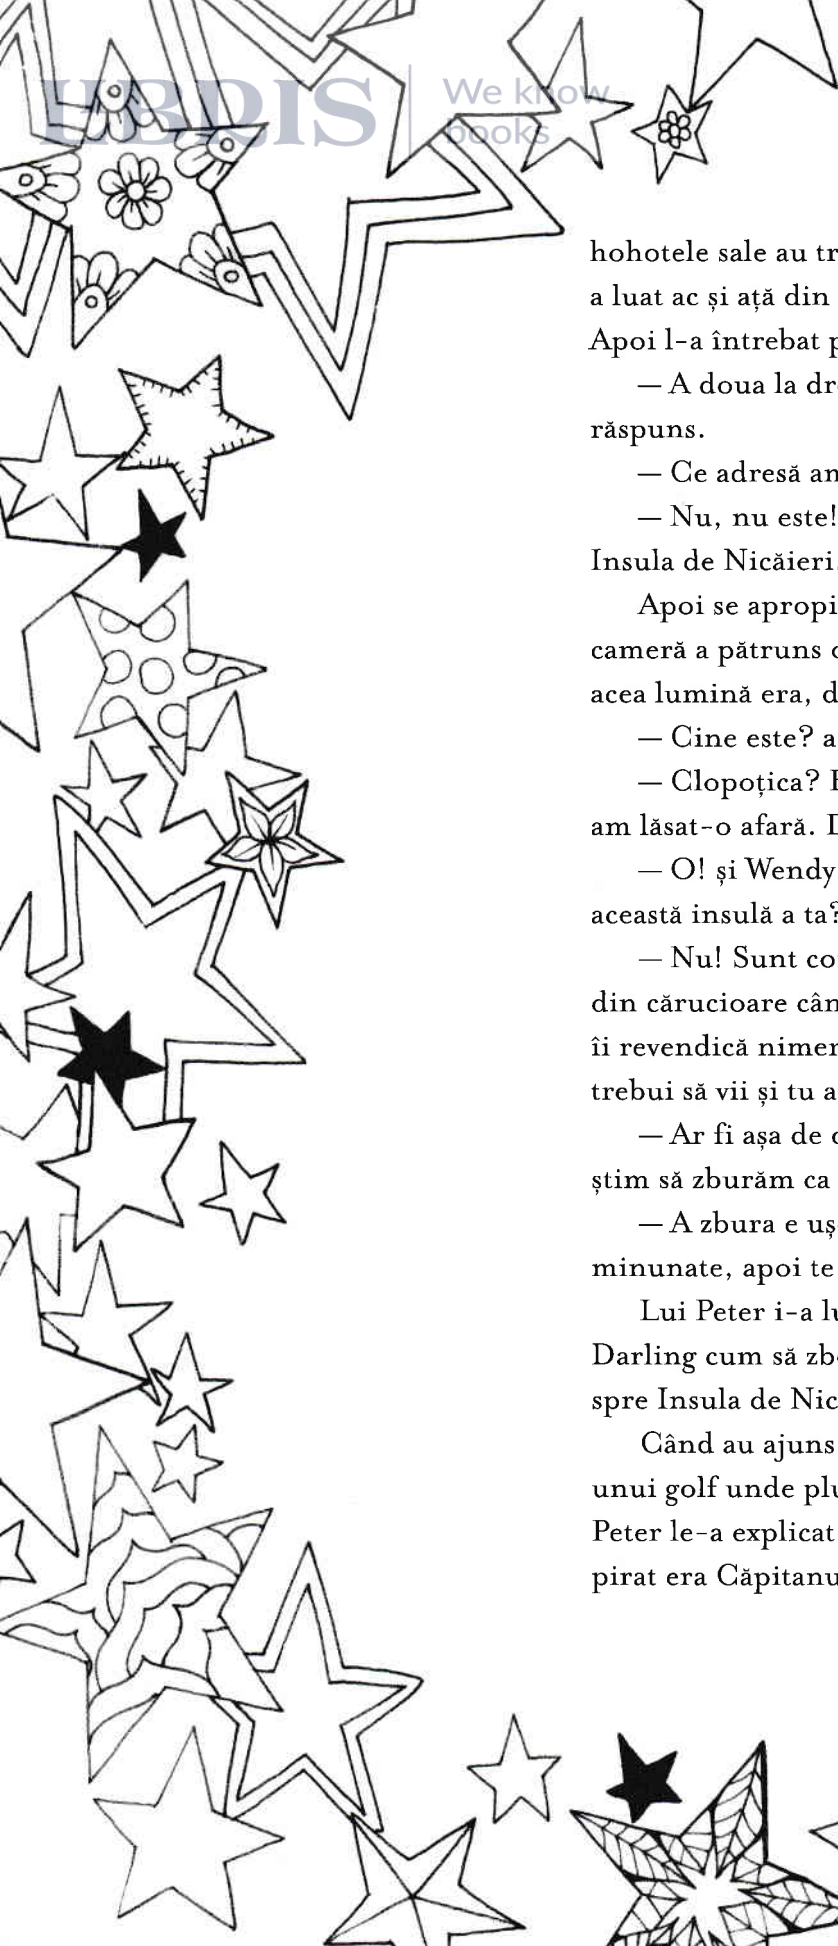 We know
books
hohotele sale au tr
a luat ac și ață din
Apoi l-a întrebat p
— A doua la dr
răspuns.
— Ce adresă am
— Nu, nu este!
Insula de Nicăieri.
Apoi se apropi
cameră a pătruns o
acea lumină era, d
— Cine este? a
— Clopoțica?
am lăsat-o afară.
— O! și Wendy
această insulă a ta?
— Nu! Sunt co
din cărucioare cân
îi revendică nimen
trebui să vii și tu a
— Ar fi așa de
știm să zburăm ca
— A zbura e uș
minunate, apoi te
Lui Peter i-a lu
Darling cum să zb
spre Insula de Nic
Când au ajuns
unui golf unde plu
Peter le-a explicat
pirat era Căpitanu